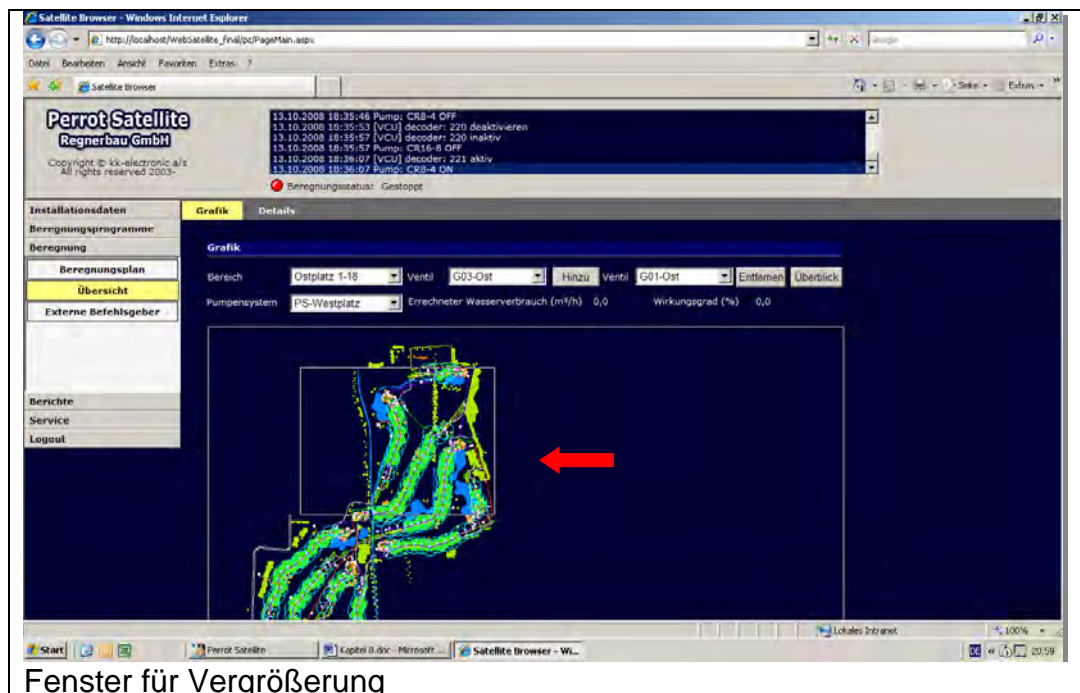 Satellite Browser - Windows Internet Explorer
http://localhost/WebSatellite_final/pc/PageMain.aspx
Google
Datei Bearbeiten Ansicht Favoriten Extras ?
Satellite Browser
Seite Extras
Perrot Satellite
Regnerbau GmbH
Copyright © kk-electronic a/s
All rights reserved 2003-
13.10.2008 18:35:46 Pump: CR8-4 OFF
13.10.2008 18:35:53 [VCU] decoder: 220 deaktivieren
13.10.2008 18:35:57 [VCU] decoder: 220 inaktiv
13.10.2008 18:35:57 Pump: CR16-8 OFF
13.10.2008 18:36:07 [VCU] decoder: 221 aktiv
13.10.2008 18:36:07 Pump: CR8-4 ON
Beregnungsstatus: Gestoppt
Installationsdaten
Beregnungsprogramme
Beregnung
Beregnungsplan
Übersicht
Externe Befehlsgeber
Berichte
Service
Logout
Grafik Details
Grafik
Bereich Ostplatz 1-18 Ventil G03-Ost Hinzu Ventil G01-Ost Entfernen Überblick
Pumpensystem PS-Westplatz Errechneter Wasserverbrauch (m³/h) 0,0 Wirkungsgrad (%) 0,0
Lokales Intranet 100%
Start Perrot Satellite Kapitel 8.doc - Microsoft ... Satellite Browser - Wi... DE « 20:59
Fenster für Vergrößerung